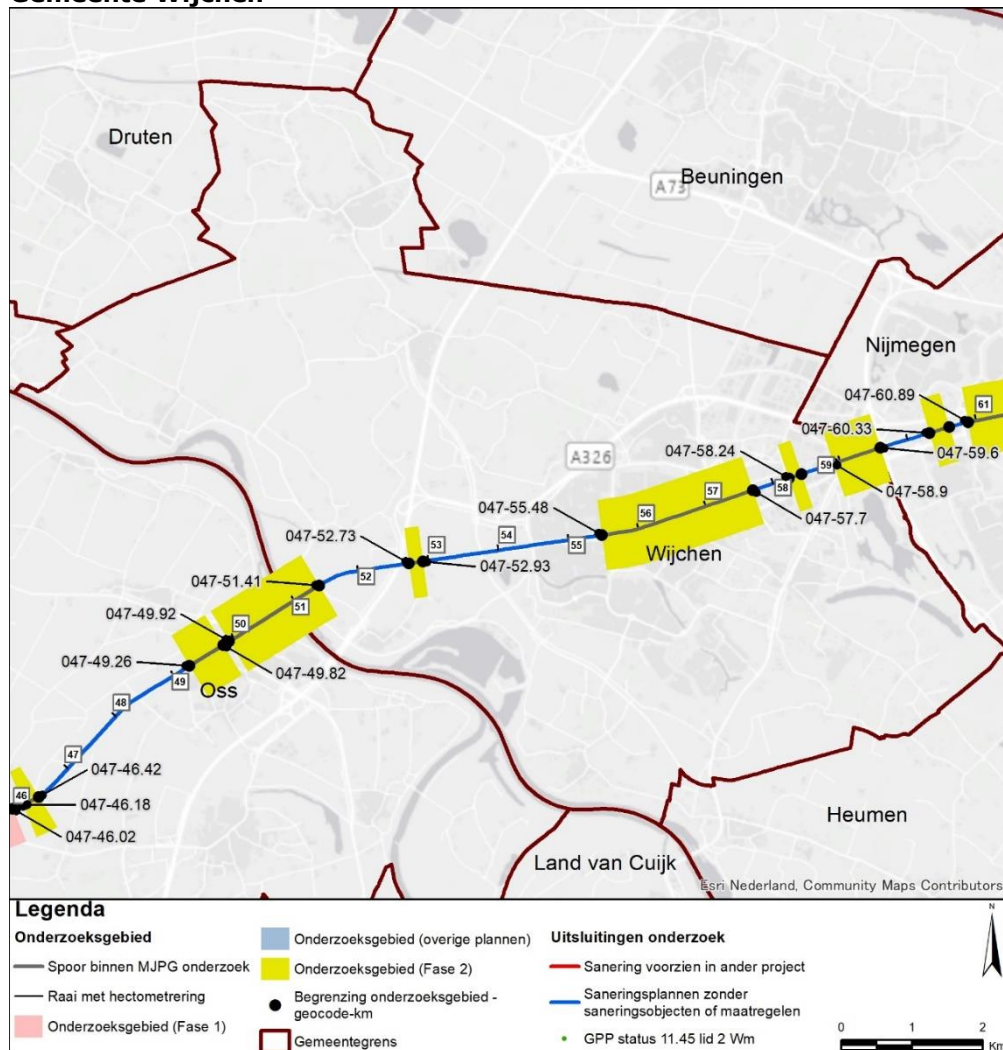 Gemeente Wijchen
Druten
Beuningen
A73
Nijmegen
047-60.89
61
047-60.33
A326
047-58.24
59
047-59.6
58
047-58.9
57
047-55.48
56
047-57.7
047-52.73
53
54
55
Wijchen
52
047-52.93
047-51.41
51
047-49.92
50
047-49.26
047-49.82
49
Oss
48
47
047-46.42
46
047-46.18
047-46.02
Heumen
Land van Cuijk
Esri Nederland, Community Maps Contributors
Legenda
Onderzoeksgebied
Spoor binnen MJPG onderzoek
Raai met hectometrering
Onderzoeksgebied (Fase 1)
Onderzoeksgebied (overige plannen)
Onderzoeksgebied (Fase 2)
Begrenzing onderzoeksgebied -
geocode-km
Gemeentegrens
Uitsluitingen onderzoek
Sanering voorzien in ander project
Saneringsplannen zonder
saneringsobjecten of maatregelen
GPP status 11.45 lid 2 Wm
N
0 1 2
Km